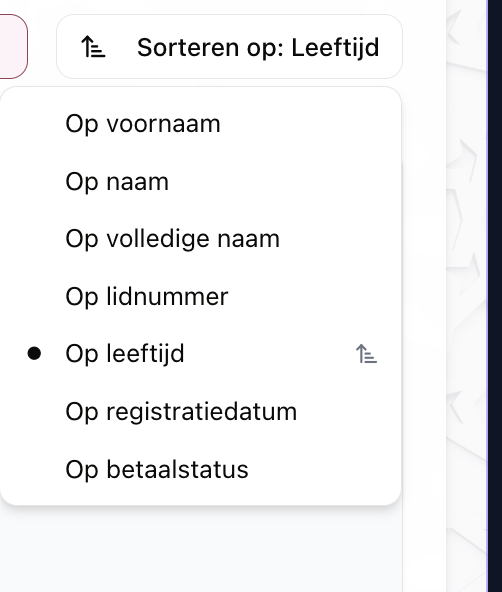 Sorteren op: Leeftijd
Op voornaam
Op naam
Op volledige naam
Op lidnummer
Op leeftijd
Op registratiedatum
Op betaalstatus